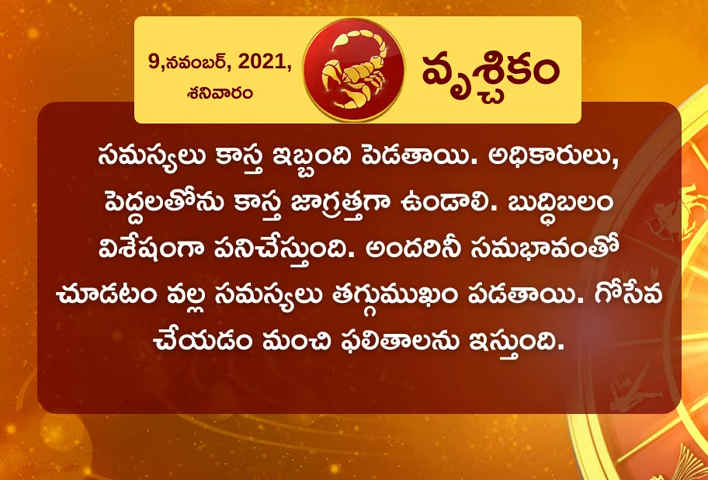 9,నవంబర్, 2021,
శనివారం
వృశ్చికం
సమస్యలు కాస్త ఇబ్బంది పెడతాయి. అధికారులు,
పెద్దలతోను కాస్త జాగ్రత్తగా ఉండాలి. బుద్ధిబలం
విశేషంగా పనిచేస్తుంది. అందరినీ సమభావంతో
చూడటం వల్ల సమస్యలు తగ్గుముఖం పడతాయి. గోసేవ
చేయడం మంచి ఫలితాలను ఇస్తుంది.